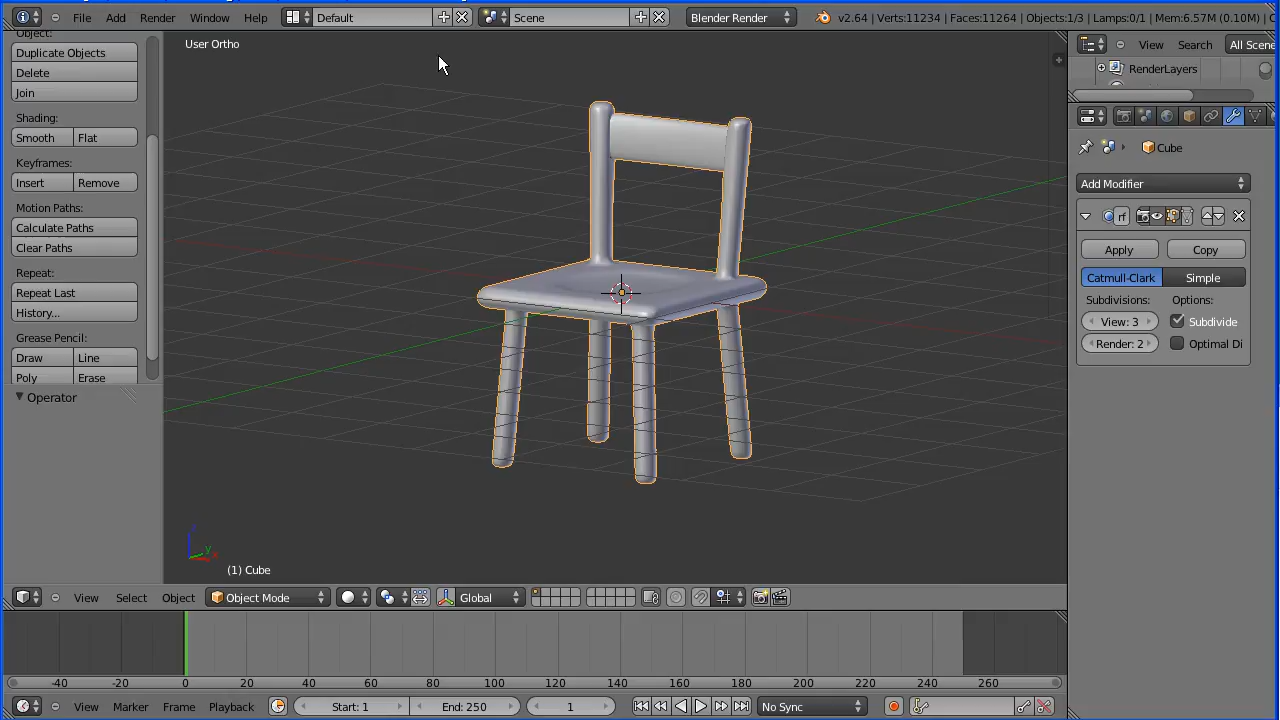 File Add Render Window Help Default Scene Blender Render v2.64 | Verts:11234 | Faces:11264 | Objects:1/3 | Lamps:0/1 | Mem:6.57M (0.10M)
Object:
Duplicate Objects
Delete
Join
Shading:
Smooth Flat
Keyframes:
Insert Remove
Motion Paths:
Calculate Paths
Clear Paths
Repeat:
Repeat Last
History...
Grease Pencil:
Draw Line
Poly Erase
Operator
User Ortho
(1) Cube
View Search All Scene
RenderLayers
Cube
Add Modifier
rf
Apply Copy
Catmull-Clark Simple
Subdivisions: Options:
View: 3 Subdivide
Render: 2 Optimal Di
View Select Object Object Mode Global
-40 -20 0 20 40 60 80 100 120 140 160 180 200 220 240 260
View Marker Frame Playback Start: 1 End: 250 1 No Sync